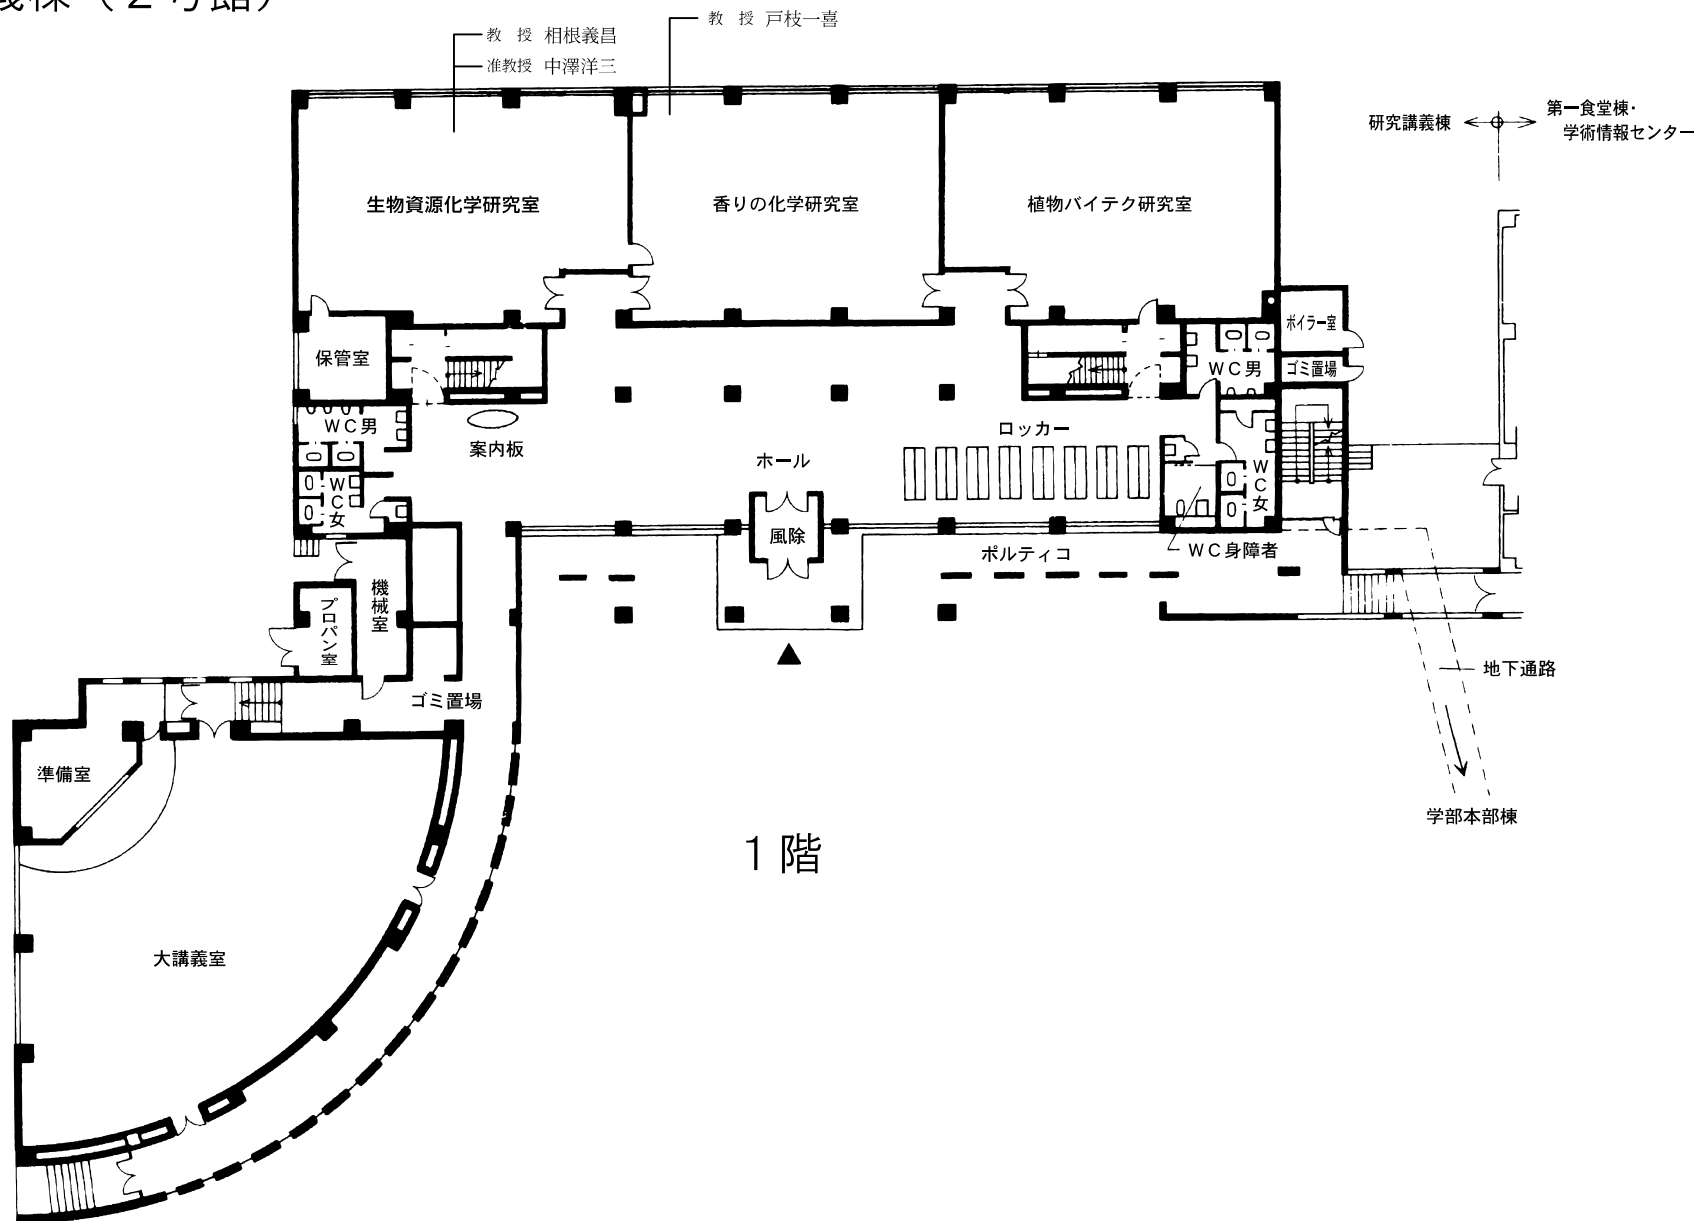 棟（２号館）
教　授　相根義昌
准教授　中澤洋三
教　授　戸枝一喜
研究講義棟
第一食堂棟・
学術情報センター
生物資源化学研究室
香りの化学研究室
植物バイテク研究室
保管室
ボイラー室
ゴミ置場
ＷＣ男
ＷＣ男
ＷＣ女
ＷＣ女
案内板
ホール
ロッカー
風除
ポルティコ
ＷＣ身障者
機械室
プロパン室
ゴミ置場
地下通路
学部本部棟
準備室
大講義室
１階